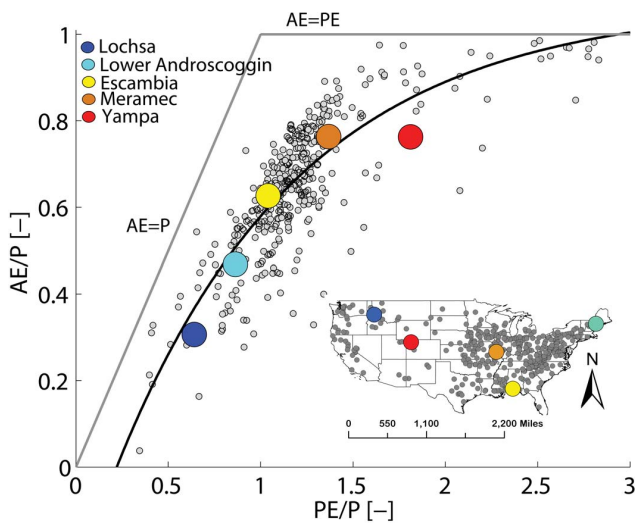 AE=PE
1
Lochsa
Lower Androscoggin
Escambia
Meramec
Yampa
0.8
0.6
AE=P
AE/P [–]
0.4
0.2
0
N
0 550 1,100 2,200 Miles
0 0.5 1 1.5 2 2.5 3
PE/P [–]